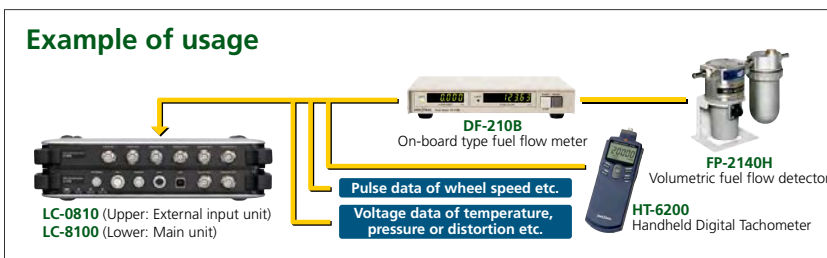 Example of usage
DF-210B
On-board type fuel flow meter
FP-2140H
Volumetric fuel flow detector
HT-6200
Handheld Digital Tachometer
Pulse data of wheel speed etc.
Voltage data of temperature,
pressure or distortion etc.
LC-0810 (Upper: External input unit)
LC-8100 (Lower: Main unit)